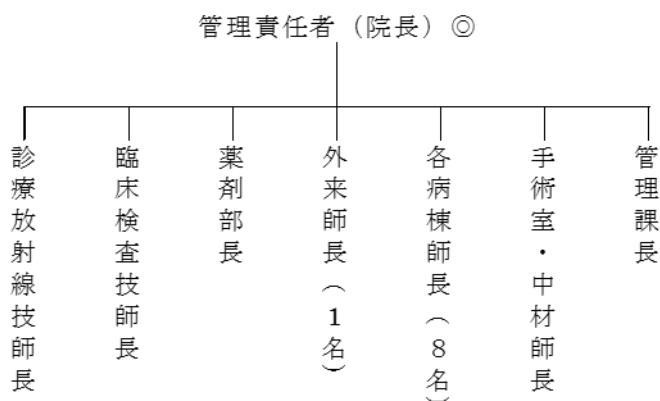 管理責任者（院長）◎
診療放射線技師長
臨床検査技師長
薬剤部長
外来師長（1名）
各病棟師長（8名）
手術室・中材師長
管理課長